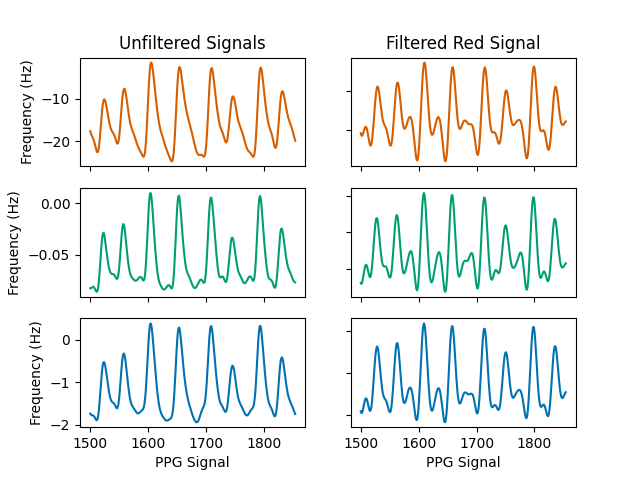 Unfiltered Signals
Filtered Red Signal
Frequency (Hz)
−10
−20
Frequency (Hz)
0.00
−0.05
Frequency (Hz)
0
−1
−2
1500 1600 1700 1800
1500 1600 1700 1800
PPG Signal
PPG Signal